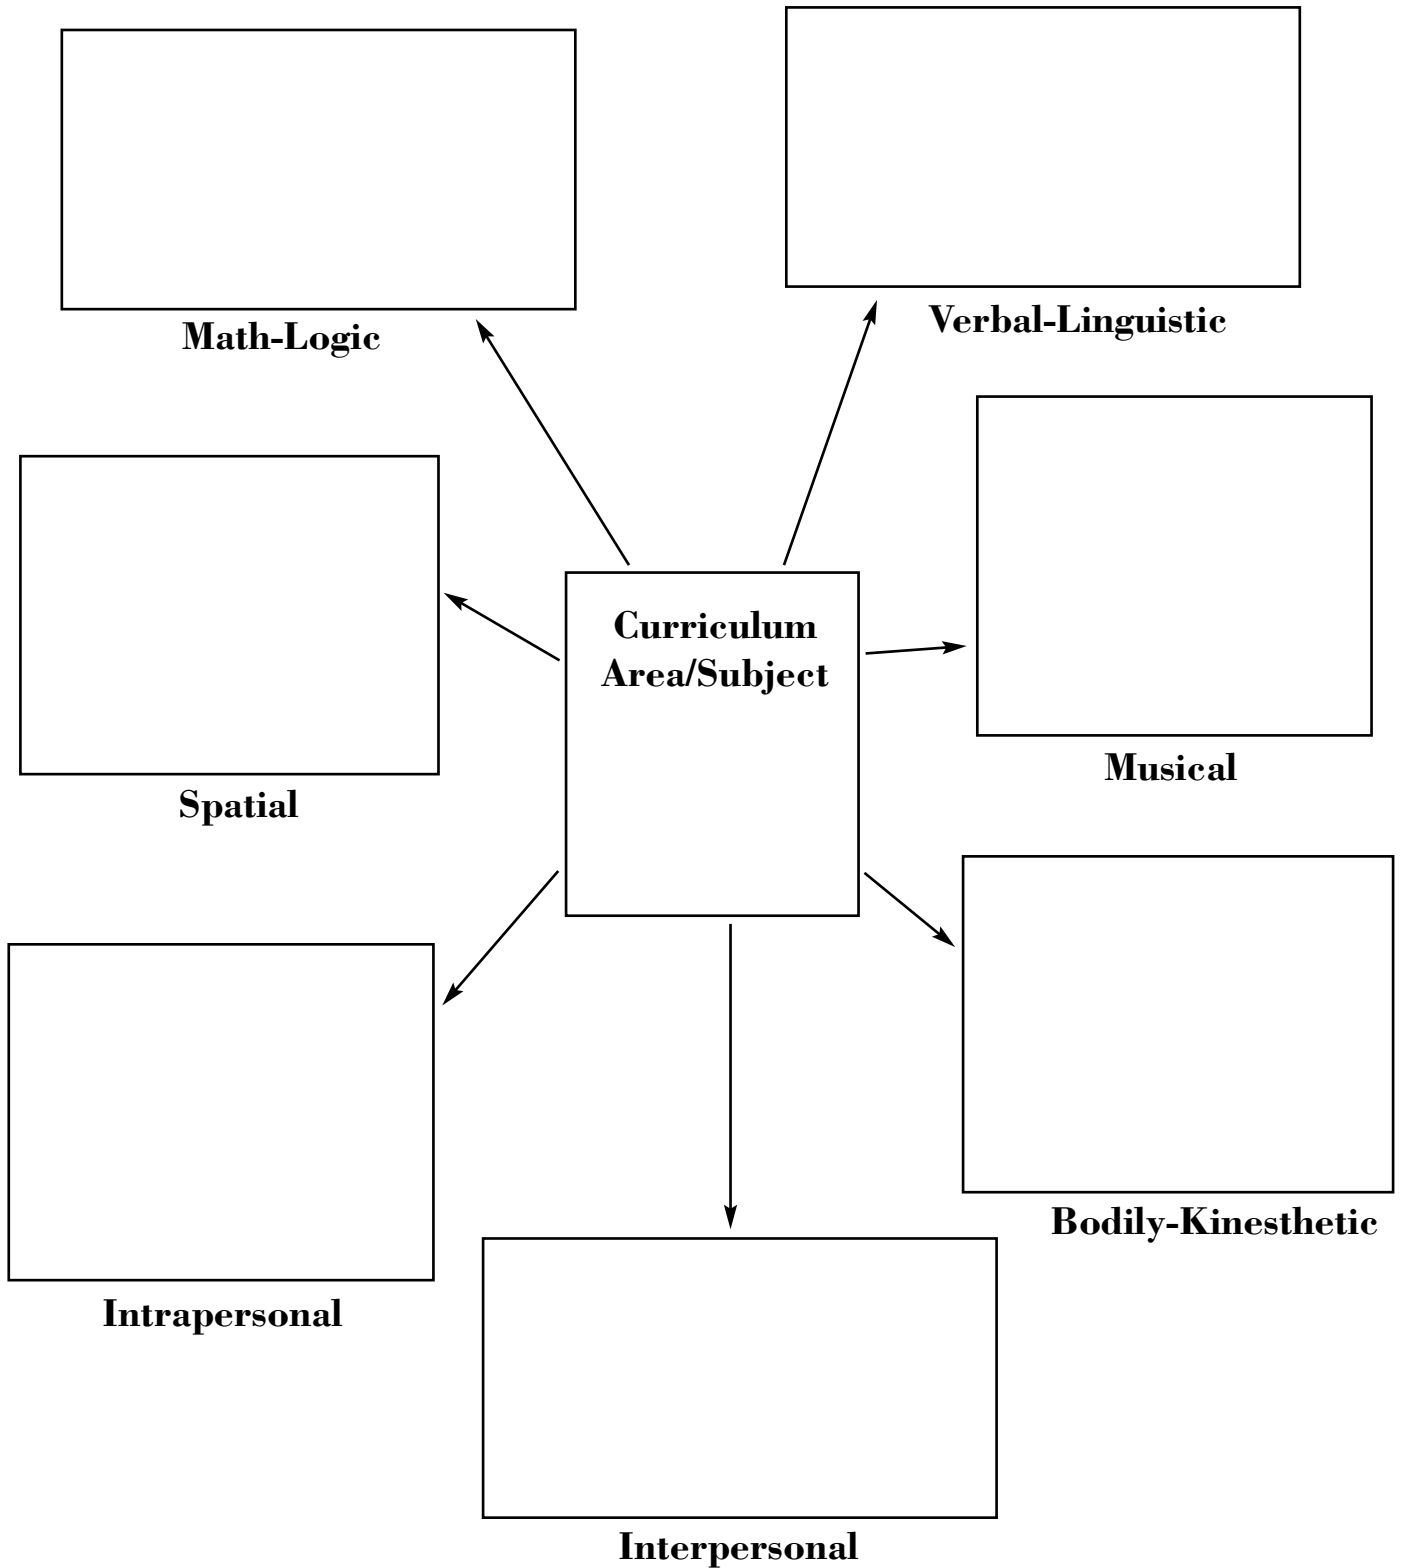 Math-Logic
Verbal-Linguistic
Curriculum
Area/Subject
Musical
Spatial
Bodily-Kinesthetic
Intrapersonal
Interpersonal